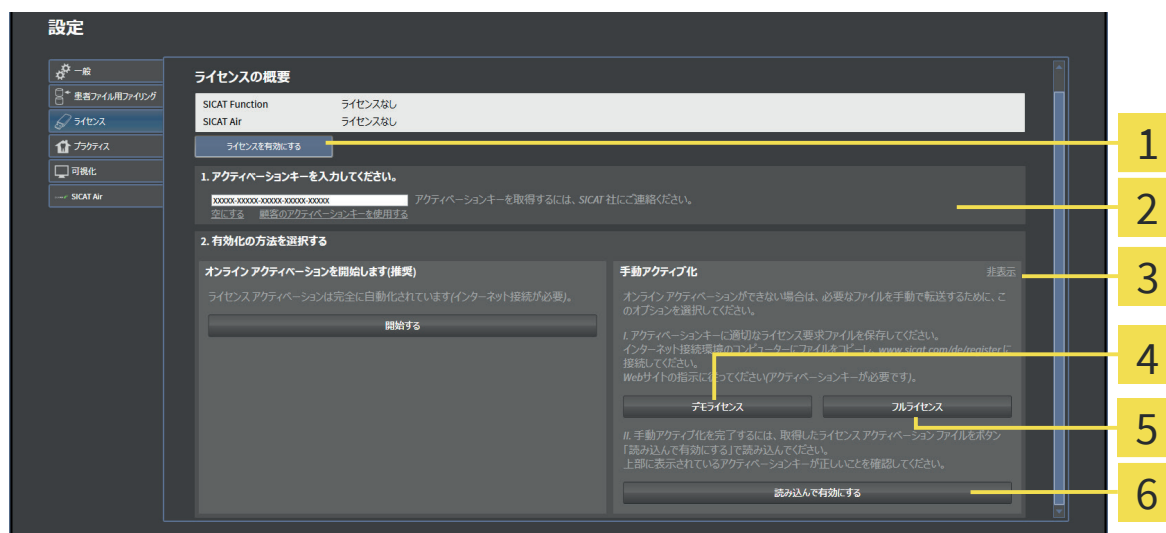 設定
一般
患者ファイル用ファイリング
ライセンス
プラクティス
可視化
SICAT Air
ライセンスの概要
SICAT Function ライセンスなし
SICAT Air ライセンスなし
ライセンスを有効にする
1. アクティベーションキーを入力してください。
XXXXX-XXXXX-XXXXX-XXXXX-XXXXX アクティベーションキーを取得するには、SICAT 社にご連絡ください。
空にする 顧客のアクティベーションキーを使用する
2. 有効化の方法を選択する
オンライン アクティベーションを開始します(推奨)
ライセンス アクティベーションは完全に自動化されています(インターネット接続が必要)。
開始する
手動アクティブ化 非表示
オンライン アクティベーションができない場合は、必要なファイルを手動で転送するために、こ
のオプションを選択してください。
I. アクティベーションキーに適切なライセンス要求ファイルを保存してください。
インターネット接続環境のコンピューターにファイルをコピーし、www.sicat.com/de/registerに
接続してください。
Webサイトの指示に従ってください(アクティベーションキーが必要です)。
デモライセンス フルライセンス
II. 手動アクティブ化を完了するには、取得したライセンス アクティベーション ファイルをボタン
「読み込んで有効にする」で読み込んでください。
上部に表示されているアクティベーションキーが正しいことを確認してください。
読み込んで有効にする
1
2
3
4
5
6